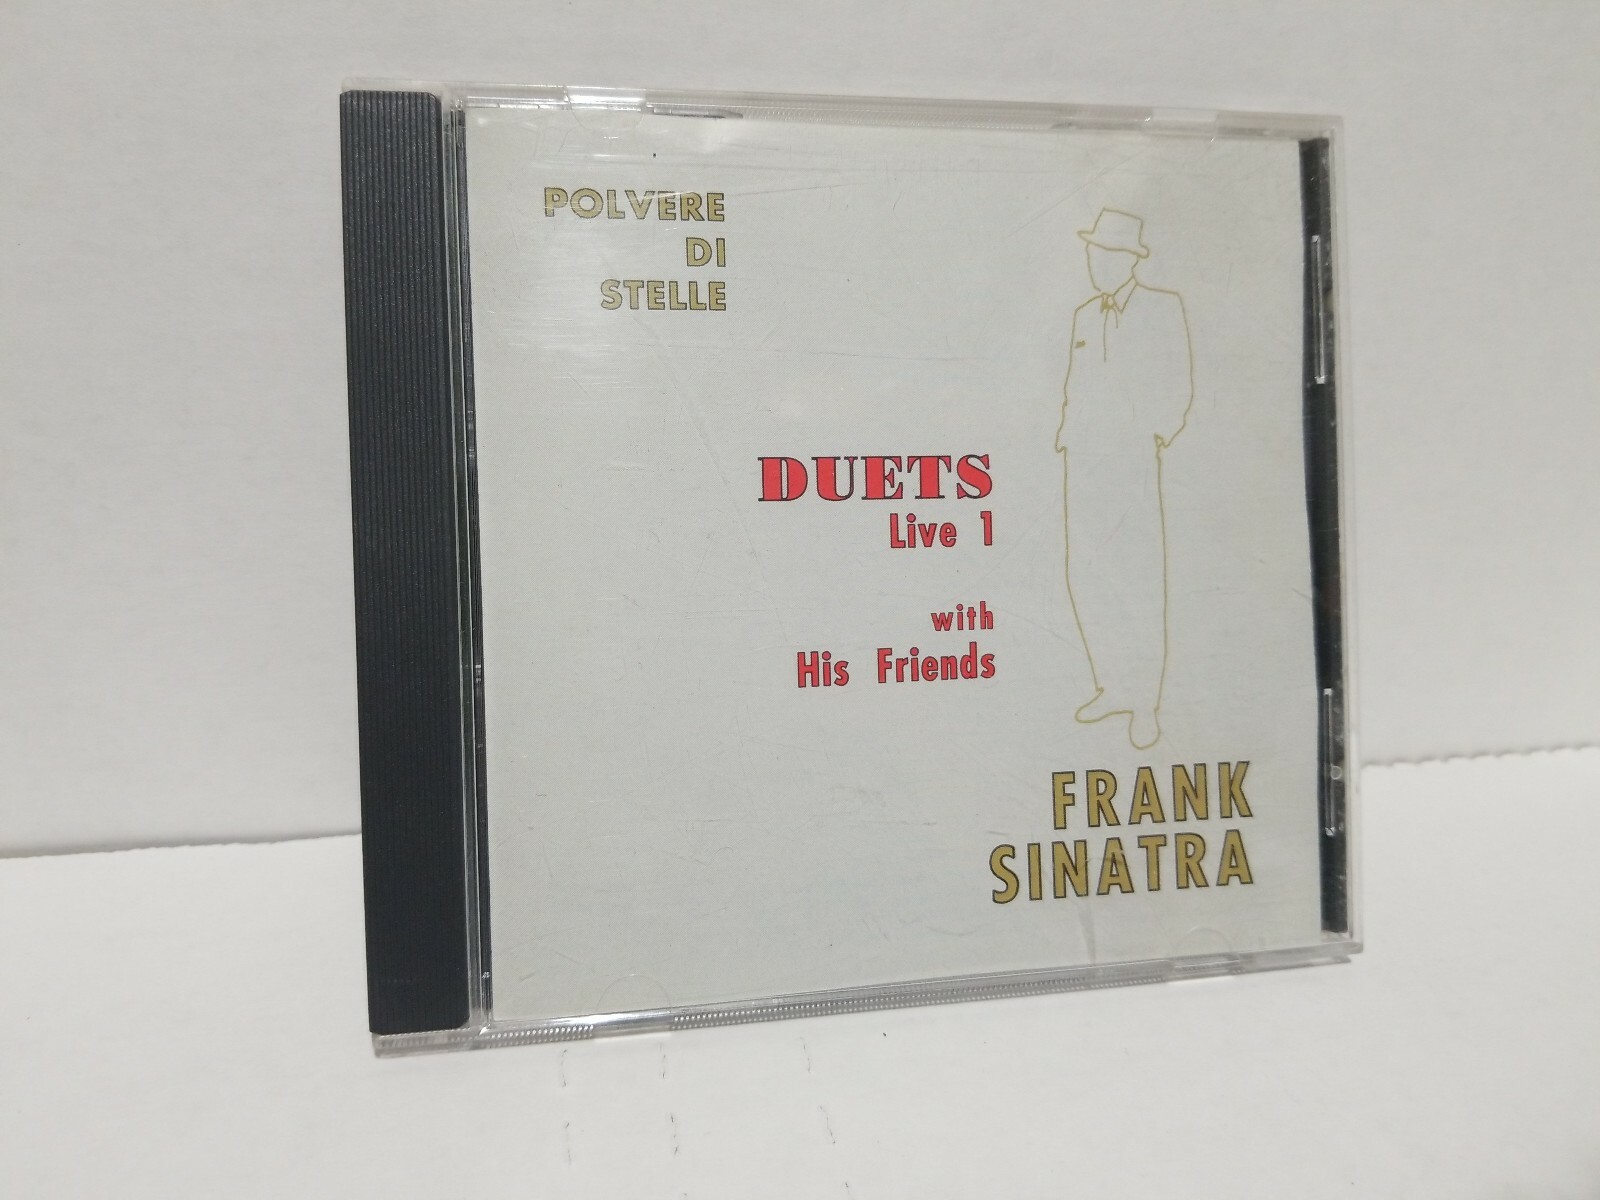 POLVERE
DI
STELLE
DUETS
Live 1
with
His Friends
FRANK
SINATRA